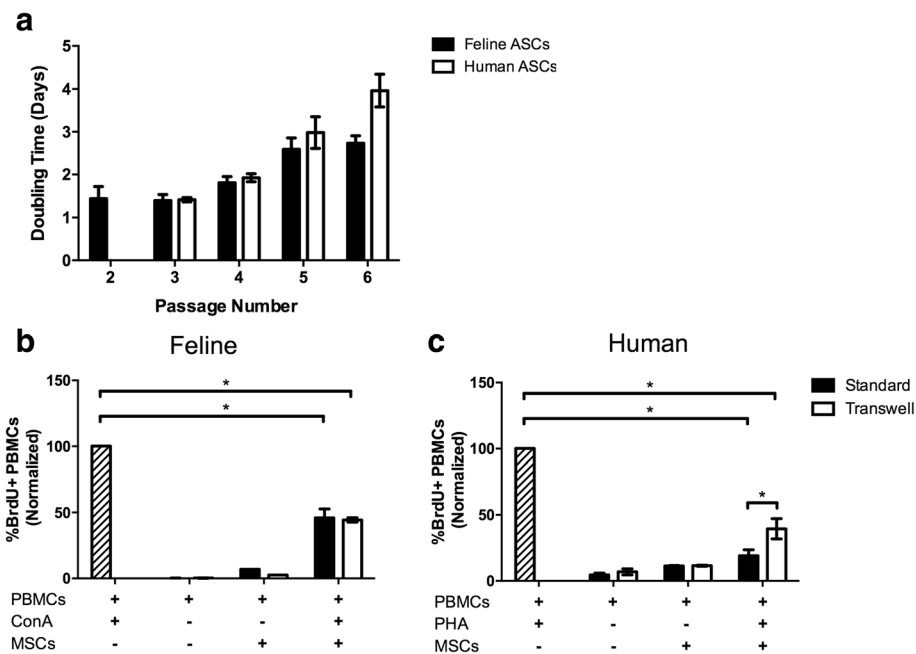 a
Feline ASCs
Human ASCs
Doubling Time (Days)
5
4
3
2
1
0
2 3 4 5 6
Passage Number
b
Feline
%BrdU+ PBMCs
(Normalized)
150
100
50
0
*
*
PBMCs + + + +
ConA + - - +
MSCs - - + +
c
Human
Standard
Transwell
%BrdU+ PBMCs
(Normalized)
150
100
50
0
*
*
*
PBMCs + + + +
PHA + - - +
MSCs - - + +